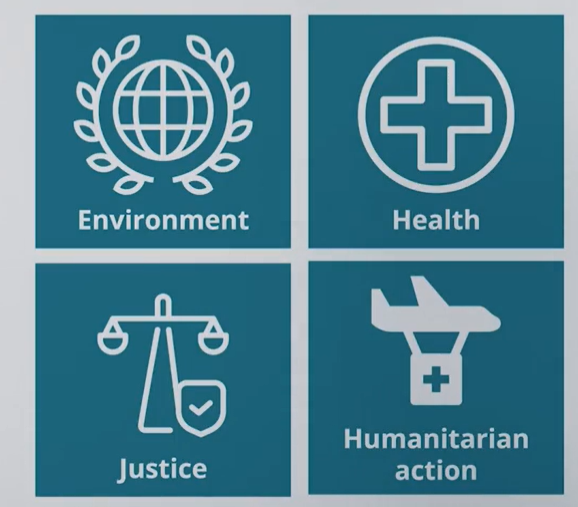 Environment
Health
Justice
Humanitarian
action